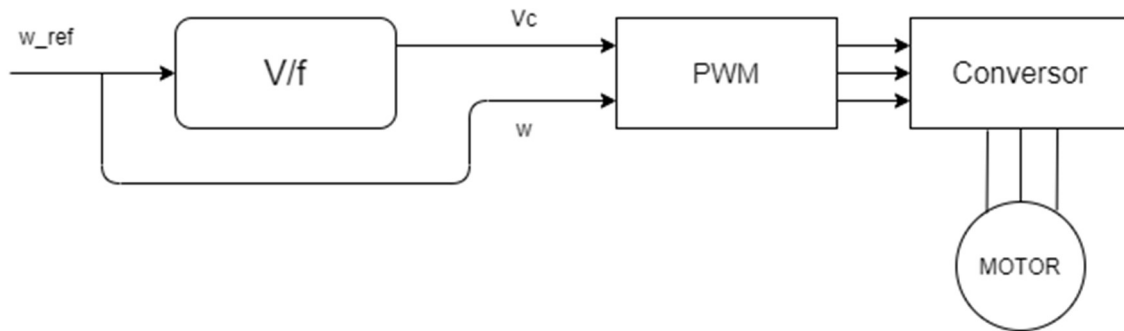 w_ref
V/f
Vc
w
PWM
Conversor
MOTOR